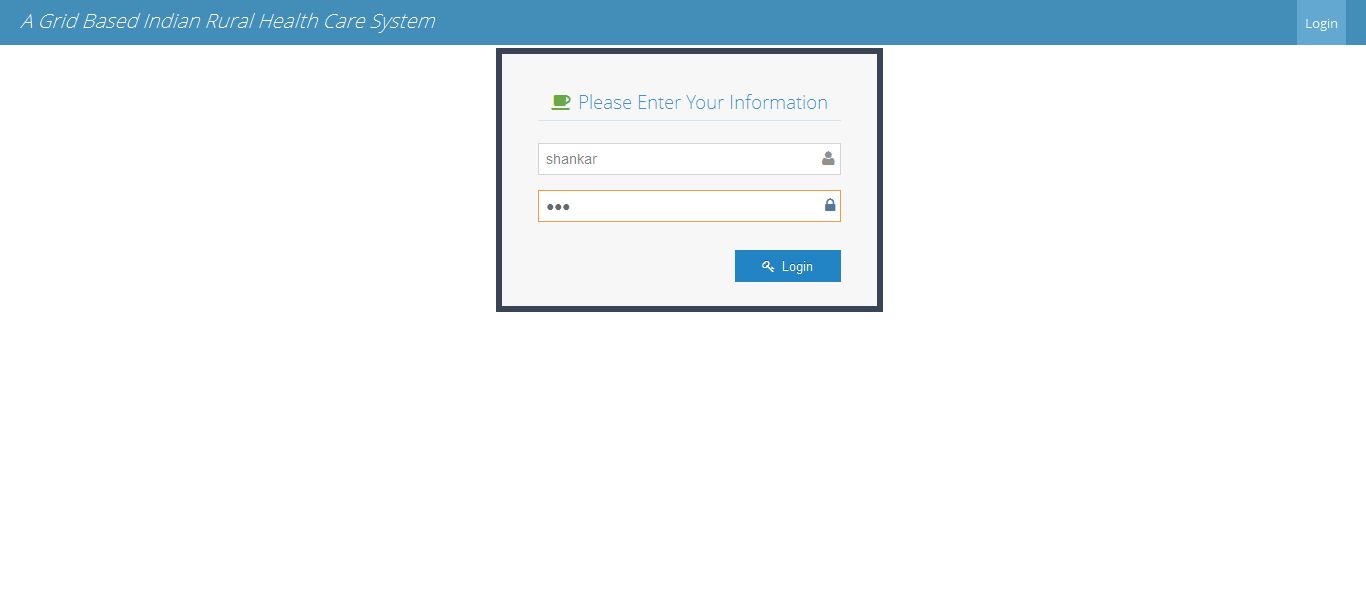 A Grid Based Indian Rural Health Care System
Login
Please Enter Your Information
shankar
●●●
Login